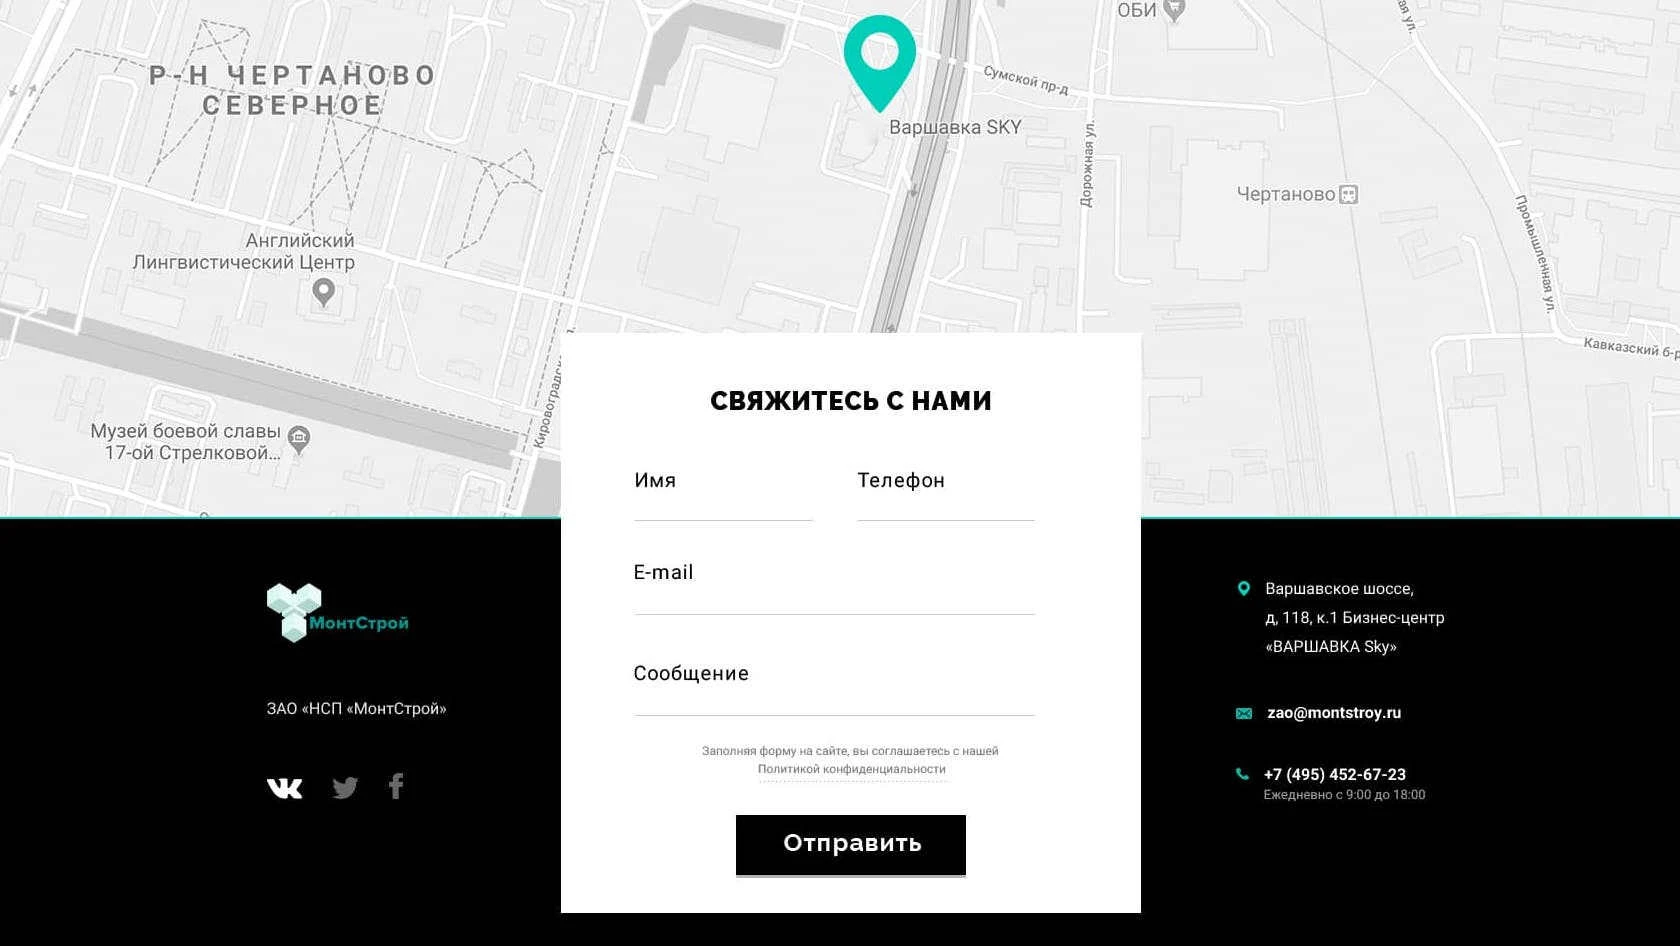 ОБИ
Р-Н ЧЕРТАНОВО
СЕВЕРНОЕ
Сумской пр-д
Варшавка SKY
Дорожная ул.
Чертаново
Промышленная ул.
Английский
Лингвистический Центр
Кавказский б-р
Музей боевой славы
17-ой Стрелковой...
СВЯЖИТЕСЬ С НАМИ
Имя
Телефон
E-mail
Сообщение
Заполняя форму на сайте, вы соглашаетесь с нашей
Политикой конфиденциальности
Отправить
МонтСтрой
ЗАО «НСП «МонтСтрой»
Варшавское шоссе,
д, 118, к.1 Бизнес-центр
«ВАРШАВКА Sky»
zao@montstroy.ru
+7 (495) 452-67-23
Ежедневно с 9:00 до 18:00